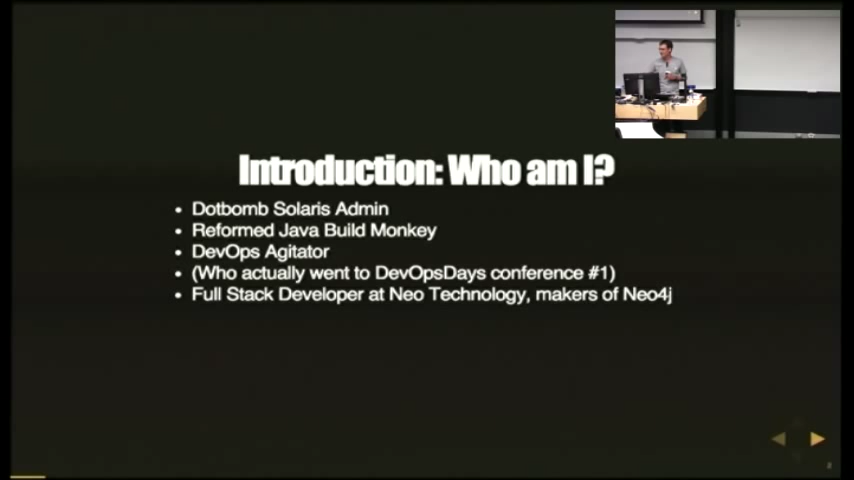 Introduction: Who am I?
• Dotbomb Solaris Admin
• Reformed Java Build Monkey
• DevOps Agitator
• (Who actually went to DevOpsDays conference #1)
• Full Stack Developer at Neo Technology, makers of Neo4j